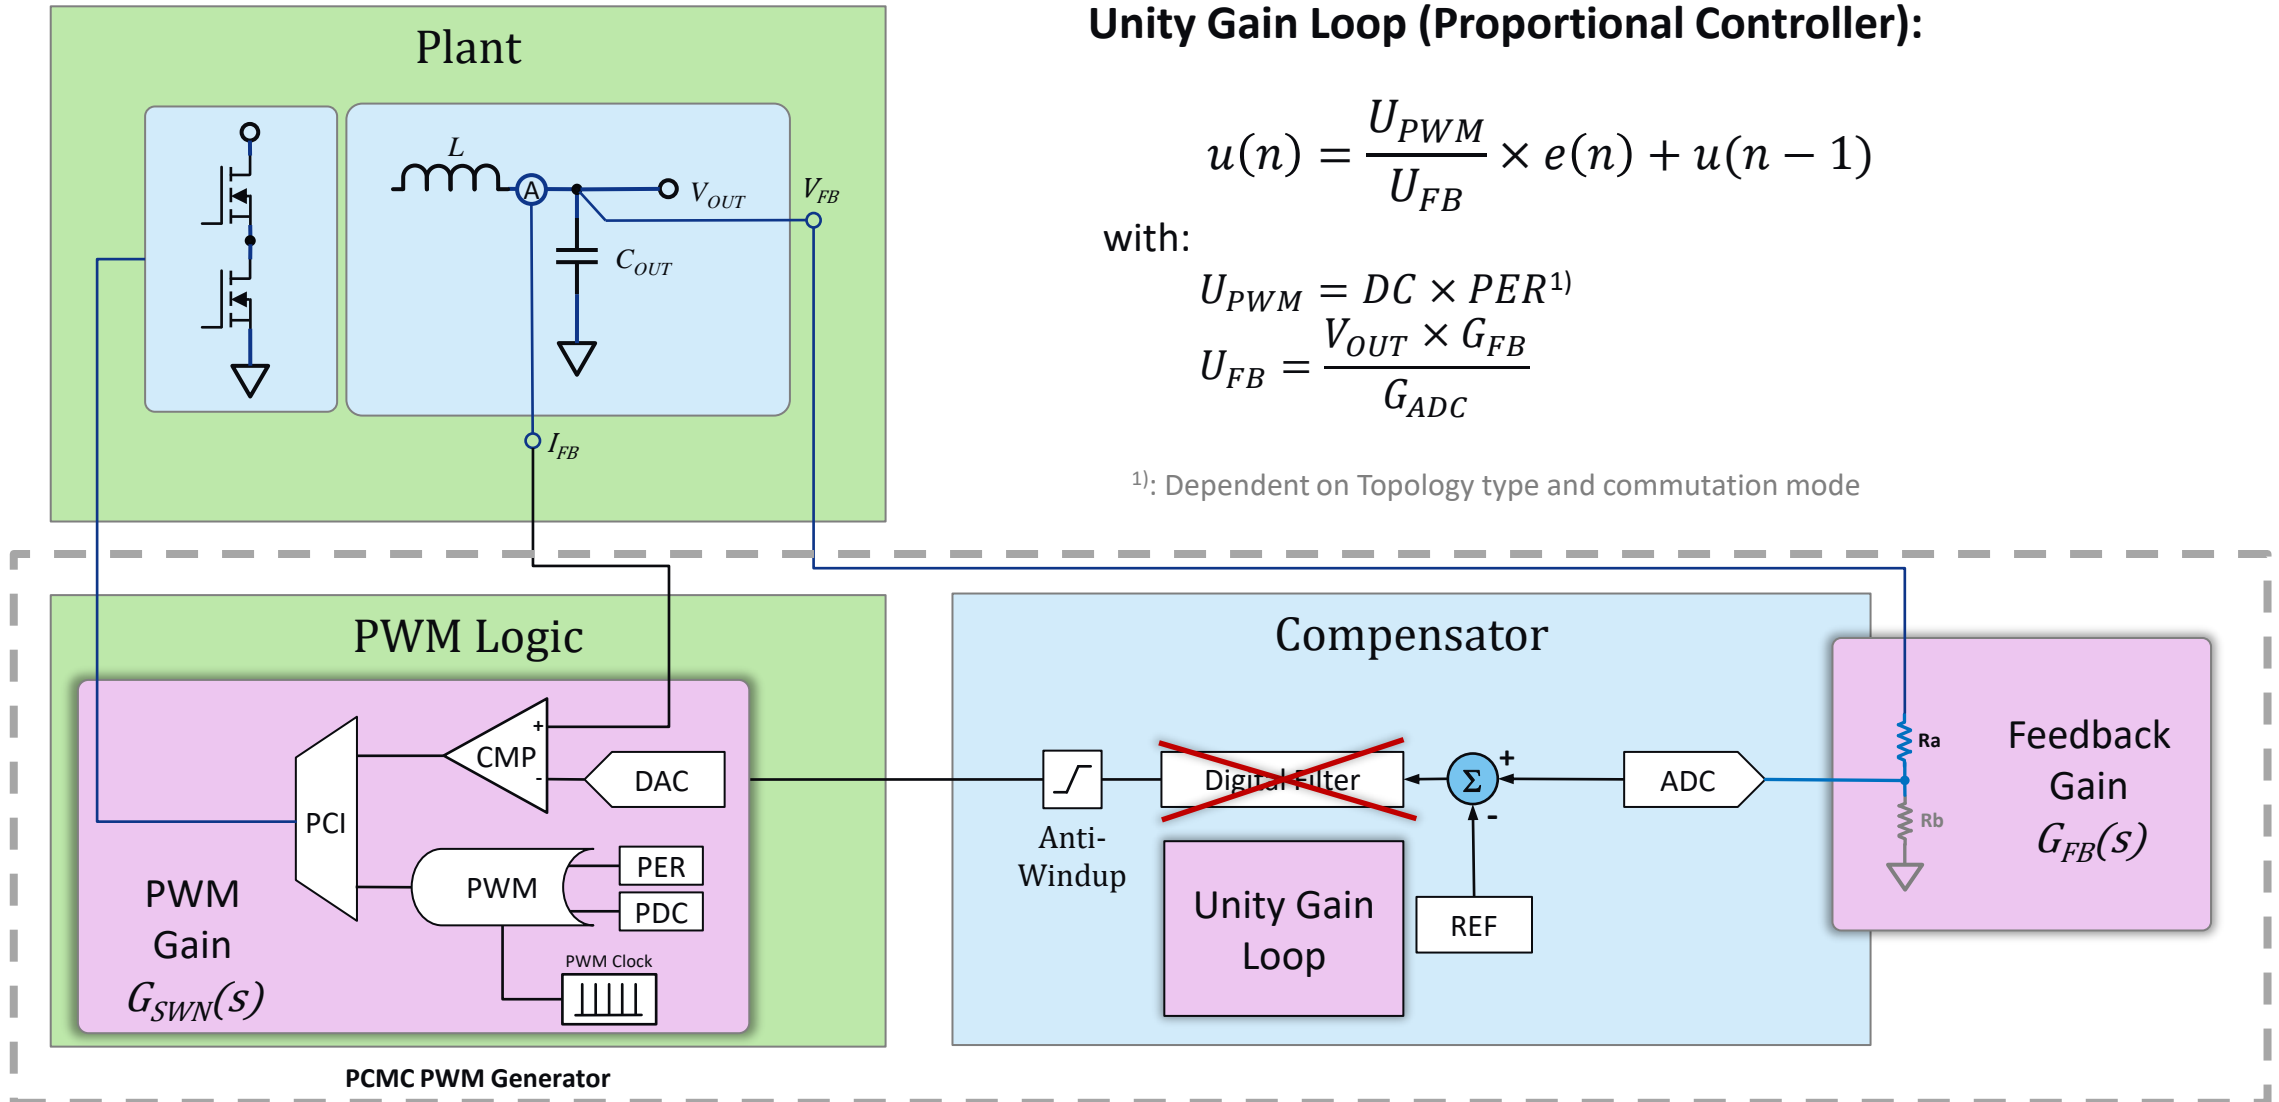 Plant
L
A
V_OUT
V_FB
C_OUT
I_FB
Unity Gain Loop (Proportional Controller):
u(n) = U_PWM / U_FB × e(n) + u(n − 1)
with:
U_PWM = DC × PER¹⁾
U_FB = V_OUT × G_FB / G_ADC
¹⁾: Dependent on Topology type and commutation mode
PWM Logic
CMP
+
-
DAC
PCI
PWM
PER
PDC
PWM Clock
PWM
Gain
G_SWN(s)
PCMC PWM Generator
Compensator
Anti-
Windup
Digital Filter
Σ
+
-
ADC
REF
Unity Gain
Loop
Ra
Rb
Feedback
Gain
G_FB(s)